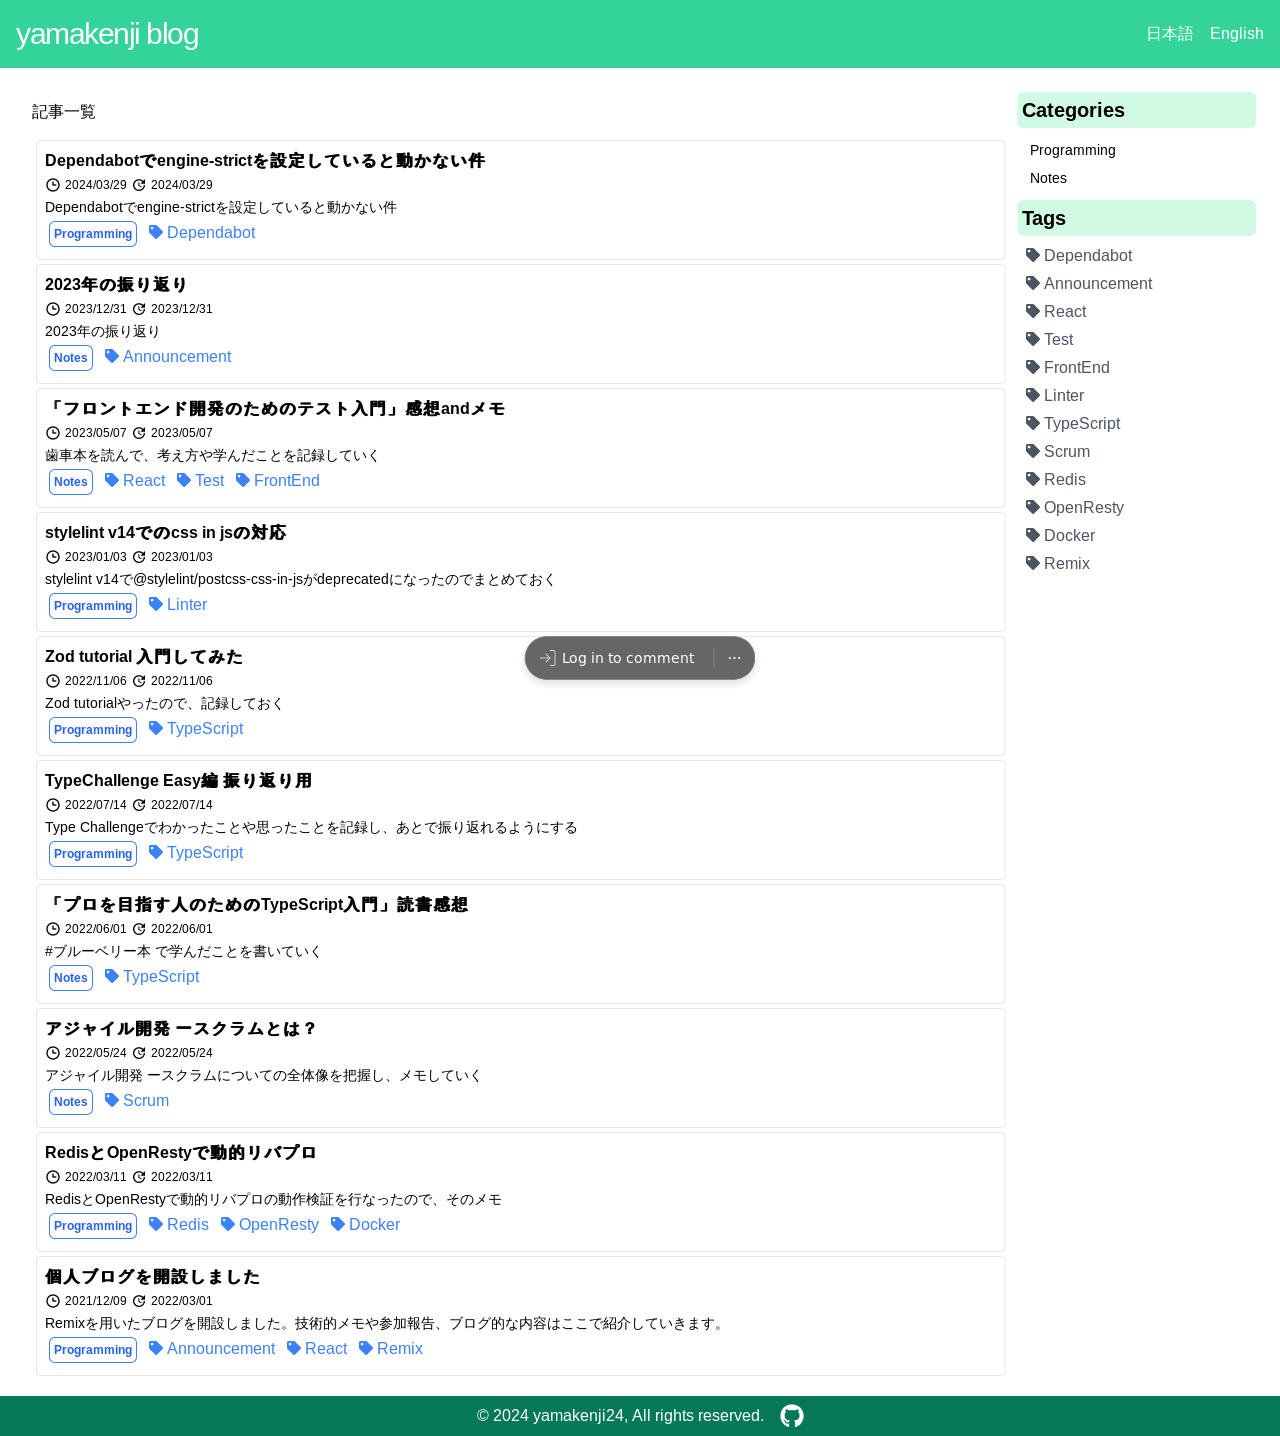 yamakenji blog
日本語 English
記事一覧
Dependabotでengine-strictを設定していると動かない件
2024/03/29 2024/03/29
Dependabotでengine-strictを設定していると動かない件
Programming Dependabot
2023年の振り返り
2023/12/31 2023/12/31
2023年の振り返り
Notes Announcement
「フロントエンド開発のためのテスト入門」感想andメモ
2023/05/07 2023/05/07
歯車本を読んで、考え方や学んだことを記録していく
Notes React Test FrontEnd
stylelint v14でのcss in jsの対応
2023/01/03 2023/01/03
stylelint v14で@stylelint/postcss-css-in-jsがdeprecatedになったのでまとめておく
Programming Linter
Zod tutorial 入門してみた
2022/11/06 2022/11/06
Zod tutorialやったので、記録しておく
Programming TypeScript
Log in to comment
TypeChallenge Easy編 振り返り用
2022/07/14 2022/07/14
Type Challengeでわかったことや思ったことを記録し、あとで振り返れるようにする
Programming TypeScript
「プロを目指す人のためのTypeScript入門」読書感想
2022/06/01 2022/06/01
#ブルーベリー本 で学んだことを書いていく
Notes TypeScript
アジャイル開発 ースクラムとは？
2022/05/24 2022/05/24
アジャイル開発 ースクラムについての全体像を把握し、メモしていく
Notes Scrum
RedisとOpenRestyで動的リバプロ
2022/03/11 2022/03/11
RedisとOpenRestyで動的リバプロの動作検証を行なったので、そのメモ
Programming Redis OpenResty Docker
個人ブログを開設しました
2021/12/09 2022/03/01
Remixを用いたブログを開設しました。技術的メモや参加報告、ブログ的な内容はここで紹介していきます。
Programming Announcement React Remix
Categories
Programming
Notes
Tags
Dependabot
Announcement
React
Test
FrontEnd
Linter
TypeScript
Scrum
Redis
OpenResty
Docker
Remix
© 2024 yamakenji24, All rights reserved.